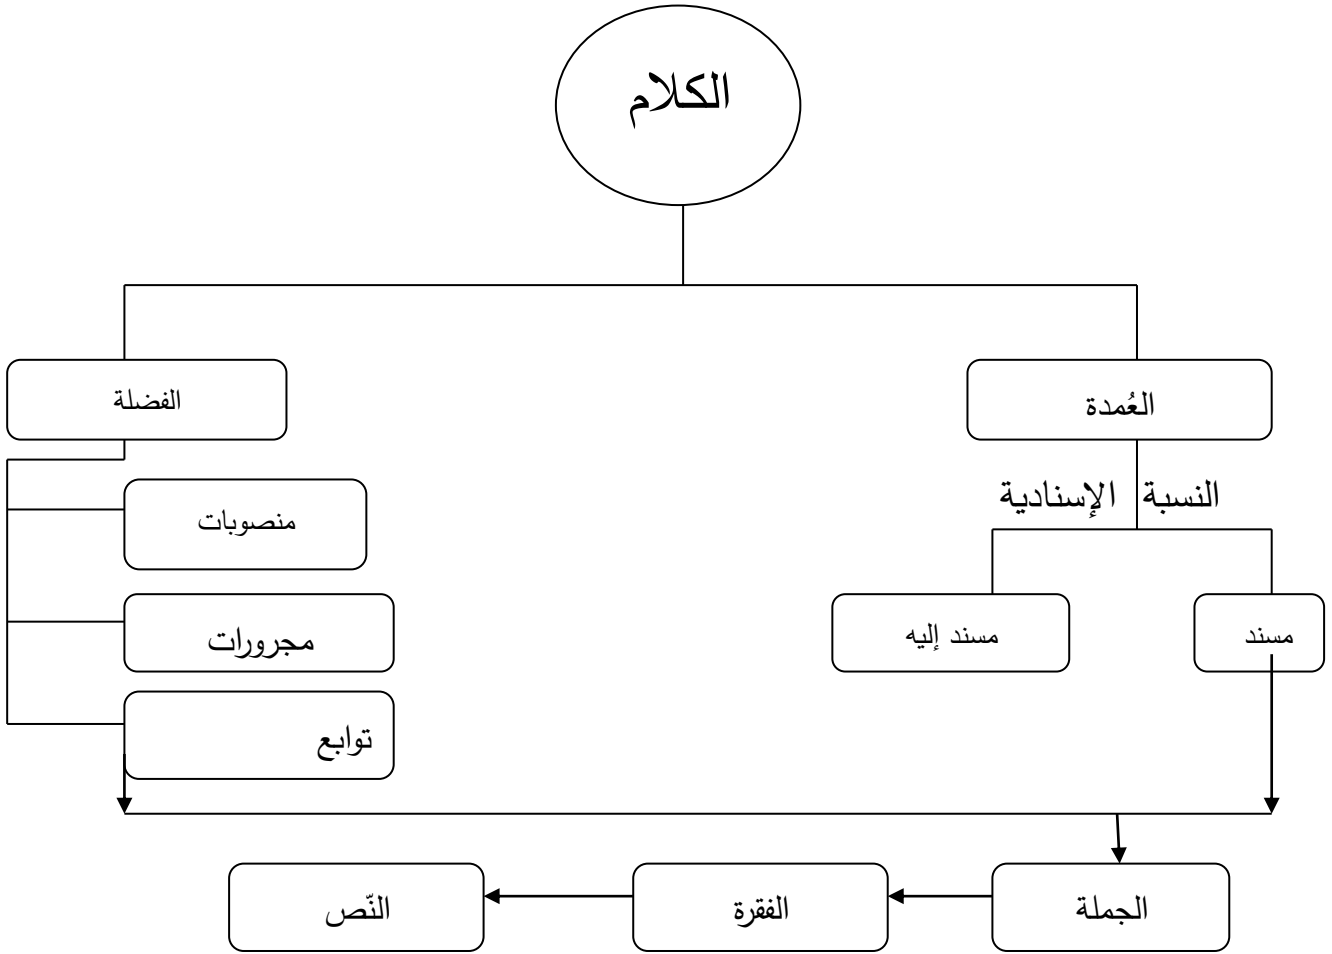 الكلام
العُمدة
الفضلة
النسبة الإسنادية
منصوبات
مسند
مسند إليه
مجرورات
توابع
الجملة
الفقرة
النّص